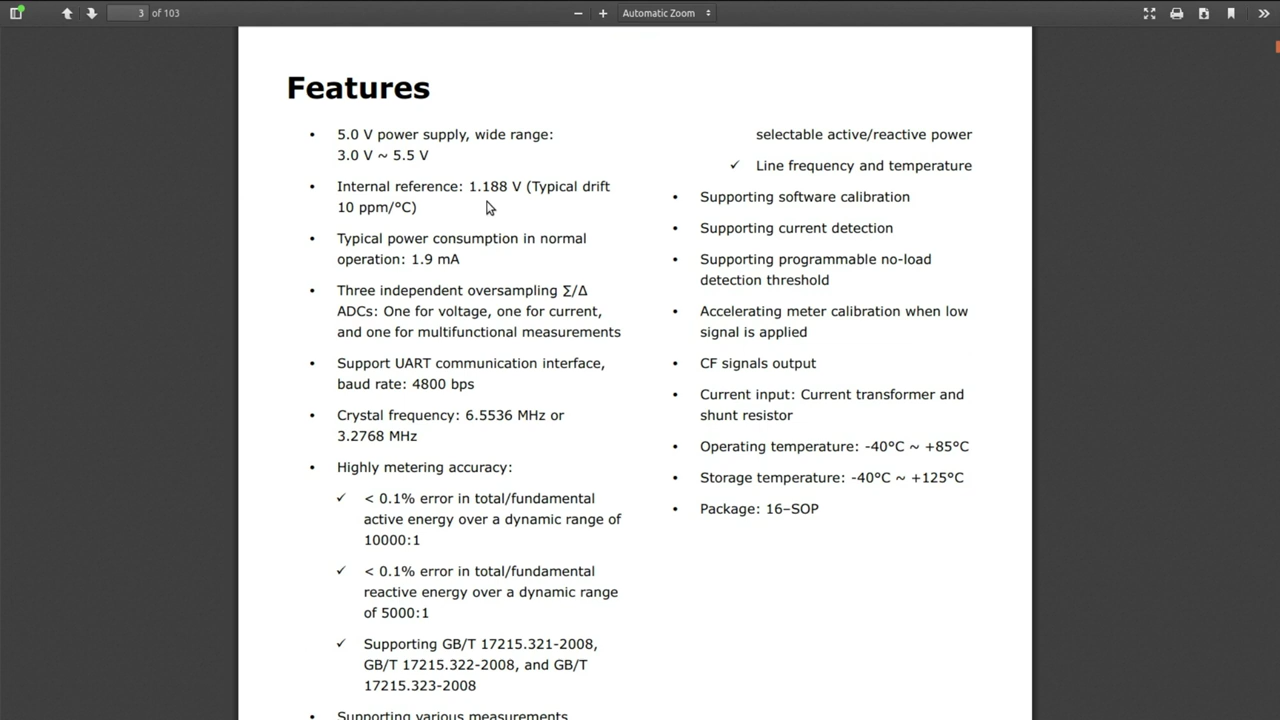 3 of 103
Automatic Zoom
Features
• 5.0 V power supply, wide range:
3.0 V ~ 5.5 V
• Internal reference: 1.188 V (Typical drift
10 ppm/°C)
• Typical power consumption in normal
operation: 1.9 mA
• Three independent oversampling ∑/Δ
ADCs: One for voltage, one for current,
and one for multifunctional measurements
• Support UART communication interface,
baud rate: 4800 bps
• Crystal frequency: 6.5536 MHz or
3.2768 MHz
• Highly metering accuracy:
✓ < 0.1% error in total/fundamental
active energy over a dynamic range of
10000:1
✓ < 0.1% error in total/fundamental
reactive energy over a dynamic range
of 5000:1
✓ Supporting GB/T 17215.321-2008,
GB/T 17215.322-2008, and GB/T
17215.323-2008
• Supporting various measurements
selectable active/reactive power
✓ Line frequency and temperature
• Supporting software calibration
• Supporting current detection
• Supporting programmable no-load
detection threshold
• Accelerating meter calibration when low
signal is applied
• CF signals output
• Current input: Current transformer and
shunt resistor
• Operating temperature: -40°C ~ +85°C
• Storage temperature: -40°C ~ +125°C
• Package: 16–SOP